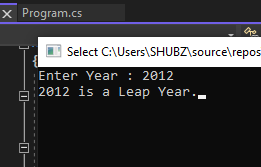 Program.cs
Select C:\Users\SHUBZ\source\repos
{
Enter Year : 2012
2012 is a Leap Year.